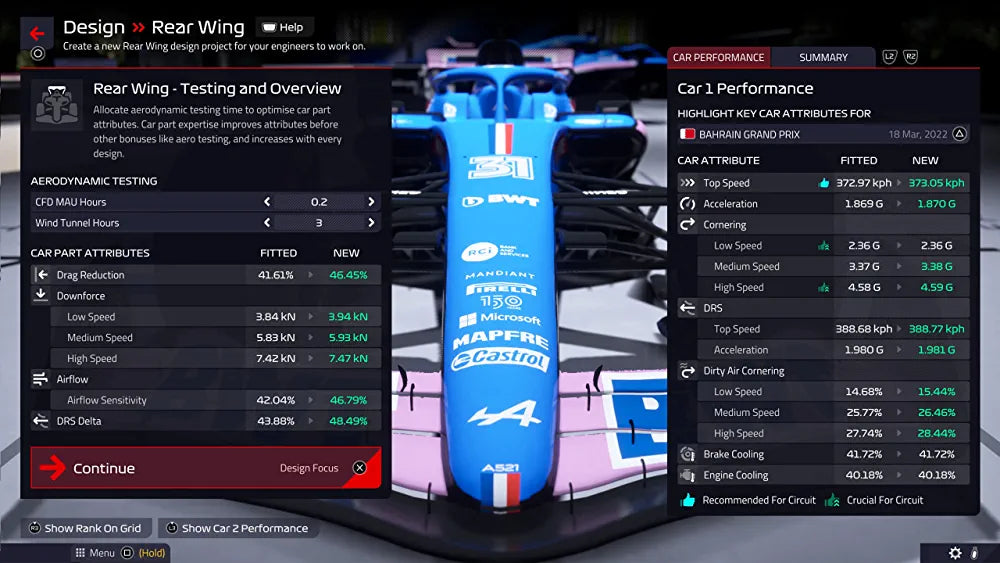 Design » Rear Wing Help
Create a new Rear Wing design project for your engineers to work on.
Rear Wing - Testing and Overview
Allocate aerodynamic testing time to optimise car part
attributes. Car part expertise improves attributes before
other bonuses like aero testing, and increases with every
design.
AERODYNAMIC TESTING
CFD MAU Hours 0.2
Wind Tunnel Hours 3
CAR PART ATTRIBUTES FITTED NEW
Drag Reduction 41.61% 46.45%
Downforce
Low Speed 3.84 kN 3.94 kN
Medium Speed 5.83 kN 5.93 kN
High Speed 7.42 kN 7.47 kN
Airflow
Airflow Sensitivity 42.04% 46.79%
DRS Delta 43.88% 48.49%
Continue Design Focus
R3 Show Rank On Grid L3 Show Car 2 Performance
Menu (Hold)
31
BWT
RCI BANK AND SERVICES
MANDIANT
PIRELLI
150
Microsoft
MAPFRE
Castrol
A521
CAR PERFORMANCE SUMMARY L2 R2
Car 1 Performance
HIGHLIGHT KEY CAR ATTRIBUTES FOR
BAHRAIN GRAND PRIX 18 Mar, 2022
CAR ATTRIBUTE FITTED NEW
Top Speed 372.97 kph 373.05 kph
Acceleration 1.869 G 1.870 G
Cornering
Low Speed 2.36 G 2.36 G
Medium Speed 3.37 G 3.38 G
High Speed 4.58 G 4.59 G
DRS
Top Speed 388.68 kph 388.77 kph
Acceleration 1.980 G 1.981 G
Dirty Air Cornering
Low Speed 14.68% 15.44%
Medium Speed 25.77% 26.46%
High Speed 27.74% 28.44%
Brake Cooling 41.72% 41.72%
Engine Cooling 40.18% 40.18%
Recommended For Circuit Crucial For Circuit